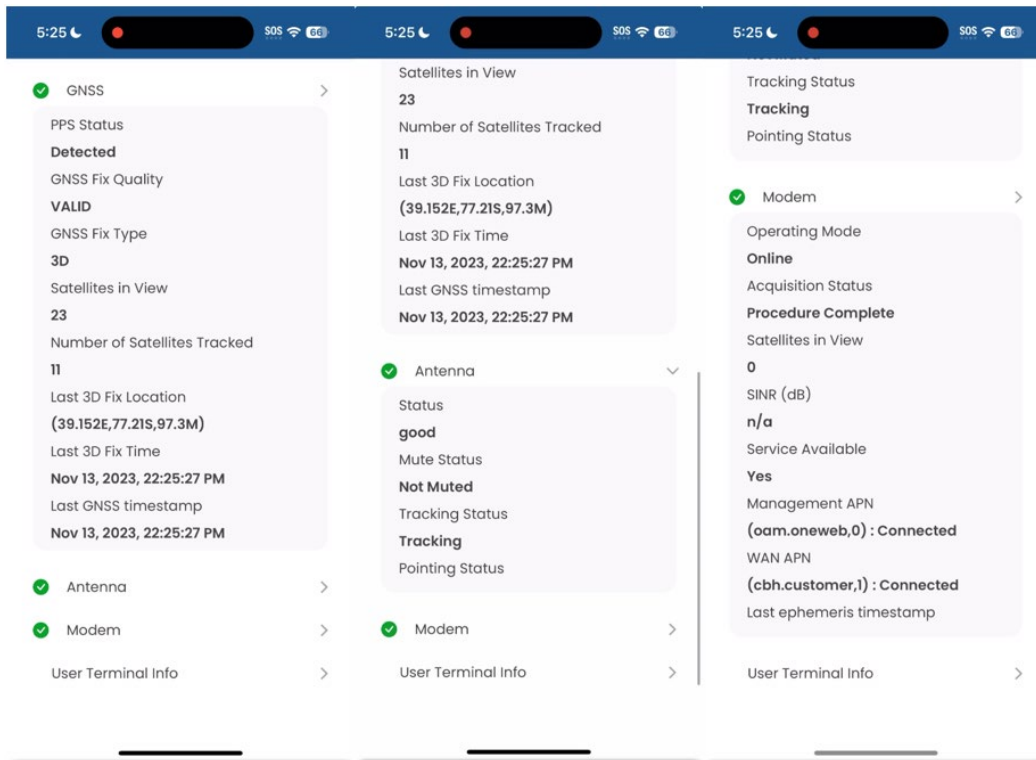 5:25
SOS
66
GNSS
PPS Status
Detected
GNSS Fix Quality
VALID
GNSS Fix Type
3D
Satellites in View
23
Number of Satellites Tracked
11
Last 3D Fix Location
(39.152E,77.21S,97.3M)
Last 3D Fix Time
Nov 13, 2023, 22:25:27 PM
Last GNSS timestamp
Nov 13, 2023, 22:25:27 PM
Antenna
Modem
User Terminal Info
5:25
SOS
66
Satellites in View
23
Number of Satellites Tracked
11
Last 3D Fix Location
(39.152E,77.21S,97.3M)
Last 3D Fix Time
Nov 13, 2023, 22:25:27 PM
Last GNSS timestamp
Nov 13, 2023, 22:25:27 PM
Antenna
Status
good
Mute Status
Not Muted
Tracking Status
Tracking
Pointing Status
Modem
User Terminal Info
5:25
SOS
66
Tracking Status
Tracking
Pointing Status
Modem
Operating Mode
Online
Acquisition Status
Procedure Complete
Satellites in View
0
SINR (dB)
n/a
Service Available
Yes
Management APN
(oam.oneweb,0) : Connected
WAN APN
(cbh.customer,1) : Connected
Last ephemeris timestamp
User Terminal Info